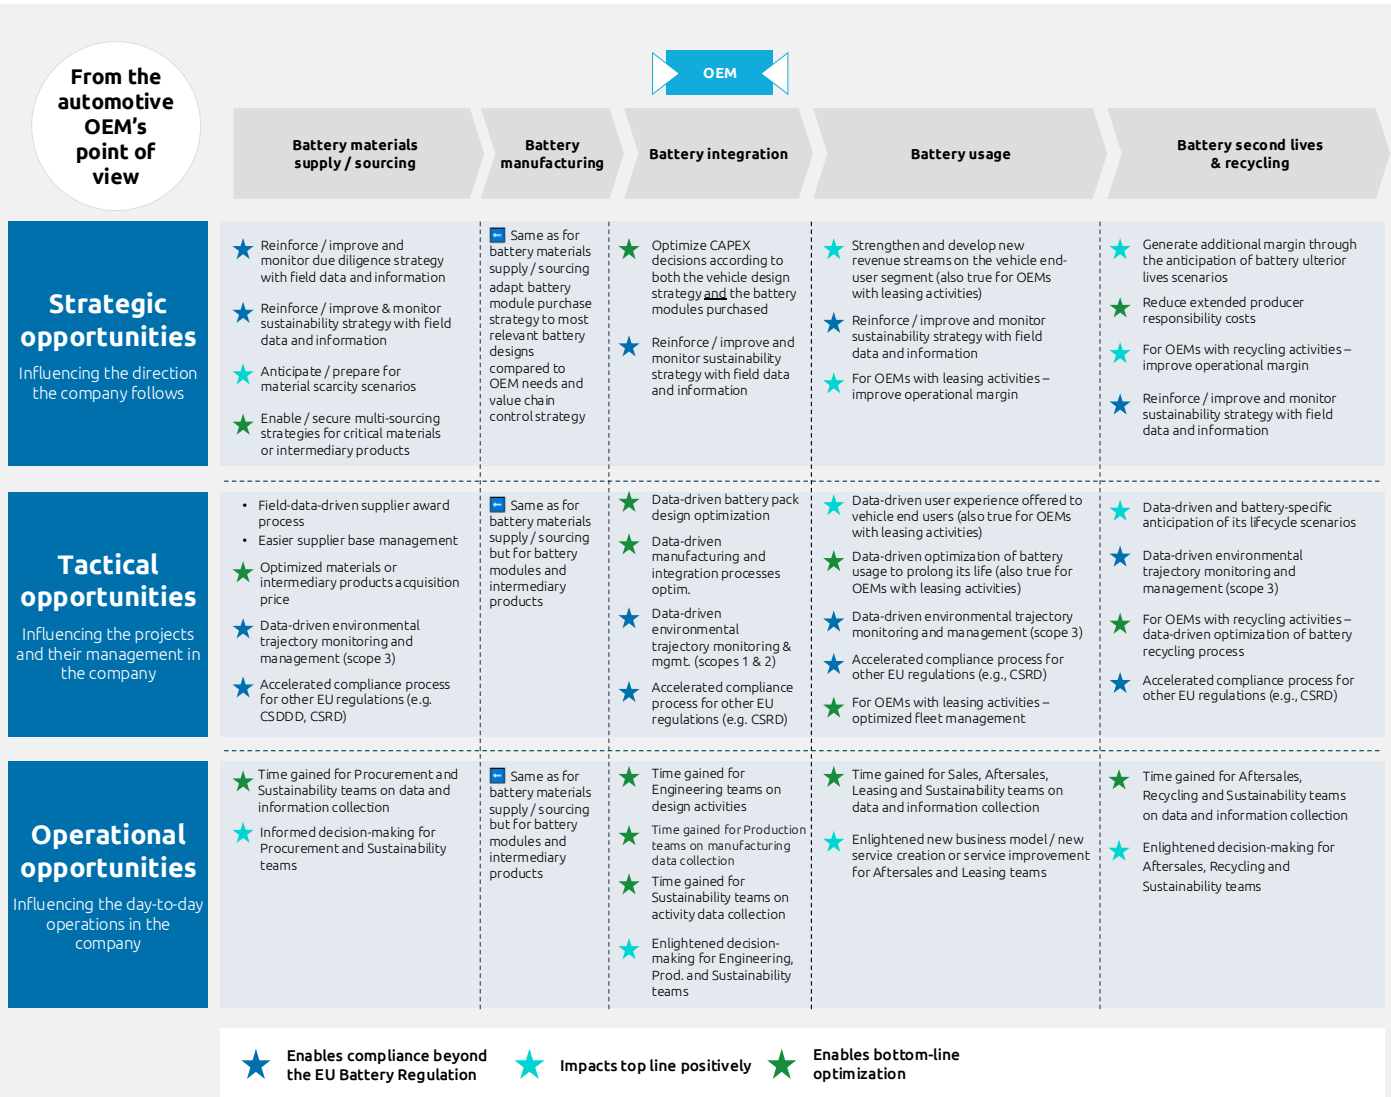 From the
automotive
OEM’s
point of
view
OEM
Battery materials
supply / sourcing
Battery
manufacturing
Battery integration
Battery usage
Battery second lives
& recycling
Strategic
opportunities
Influencing the direction
the company follows
Reinforce / improve and
monitor due diligence strategy
with field data and information
Reinforce / improve & monitor
sustainability strategy with field
data and information
Anticipate / prepare for
material scarcity scenarios
Enable / secure multi-sourcing
strategies for critical materials
or intermediary products
Same as for
battery materials
supply / sourcing
adapt battery
module purchase
strategy to most
relevant battery
designs
compared to
OEM needs and
value chain
control strategy
Optimize CAPEX
decisions according to
both the vehicle design
strategy and the battery
modules purchased
Reinforce / improve and
monitor sustainability
strategy with field data
and information
Strengthen and develop new
revenue streams on the vehicle end-
user segment (also true for OEMs
with leasing activities)
Reinforce / improve and monitor
sustainability strategy with field
data and information
For OEMs with leasing activities –
improve operational margin
Generate additional margin through
the anticipation of battery ulterior
lives scenarios
Reduce extended producer
responsibility costs
For OEMs with recycling activities –
improve operational margin
Reinforce / improve and monitor
sustainability strategy with field
data and information
Tactical
opportunities
Influencing the projects
and their management in
the company
• Field-data-driven supplier award
process
• Easier supplier base management
Optimized materials or
intermediary products acquisition
price
Data-driven environmental
trajectory monitoring and
management (scope 3)
Accelerated compliance process
for other EU regulations (e.g.
CSDDD, CSRD)
Same as for
battery materials
supply / sourcing
but for battery
modules and
intermediary
products
Data-driven battery pack
design optimization
Data-driven
manufacturing and
integration processes
optim.
Data-driven
environmental
trajectory monitoring &
mgmt. (scopes 1 & 2)
Accelerated compliance
process for other EU
regulations (e.g. CSRD)
Data-driven user experience offered to
vehicle end users (also true for OEMs
with leasing activities)
Data-driven optimization of battery
usage to prolong its life (also true for
OEMs with leasing activities)
Data-driven environmental trajectory
monitoring and management (scope 3)
Accelerated compliance process for
other EU regulations (e.g., CSRD)
For OEMs with leasing activities –
optimized fleet management
Data-driven and battery-specific
anticipation of its lifecycle scenarios
Data-driven environmental
trajectory monitoring and
management (scope 3)
For OEMs with recycling activities –
data-driven optimization of battery
recycling process
Accelerated compliance process for
other EU regulations (e.g., CSRD)
Operational
opportunities
Influencing the day-to-day
operations in the
company
Time gained for Procurement and
Sustainability teams on data and
information collection
Informed decision-making for
Procurement and Sustainability
teams
Same as for
battery materials
supply / sourcing
but for battery
modules and
intermediary
products
Time gained for
Engineering teams on
design activities
Time gained for Production
teams on manufacturing
data collection
Time gained for
Sustainability teams on
activity data collection
Enlightened decision-
making for Engineering,
Prod. and Sustainability
teams
Time gained for Sales, Aftersales,
Leasing and Sustainability teams on
data and information collection
Enlightened new business model / new
service creation or service improvement
for Aftersales and Leasing teams
Time gained for Aftersales,
Recycling and Sustainability teams
on data and information collection
Enlightened decision-making for
Aftersales, Recycling and
Sustainability teams
Enables compliance beyond
the EU Battery Regulation
Impacts top line positively
Enables bottom-line
optimization